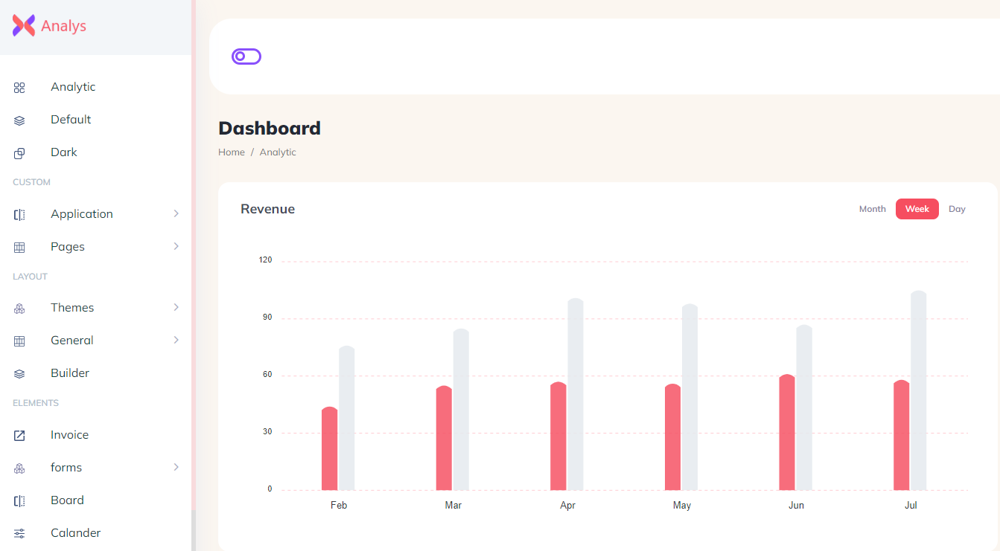 Analys
Analytic
Default
Dark
CUSTOM
Application
Pages
LAYOUT
Themes
General
Builder
ELEMENTS
Invoice
forms
Board
Calander
Dashboard
Home / Analytic
Revenue
Month Week Day
120
90
60
30
0
Feb Mar Apr May Jun Jul